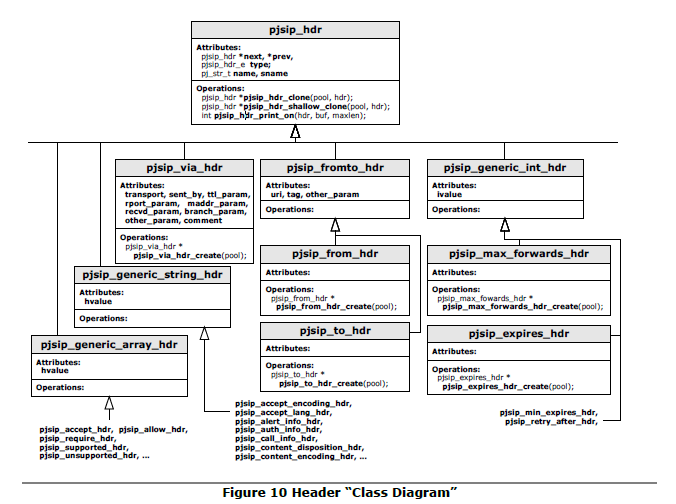 pjsip_hdr
Attributes:
pjsip_hdr *next, *prev,
pjsip_hdr_e type;
pj_str_t name, sname
Operations:
pjsip_hdr *pjsip_hdr_clone(pool, hdr);
pjsip_hdr *pjsip_hdr_shallow_clone(pool, hdr);
int pjsip_hdr_print_on(hdr, buf, maxlen);
pjsip_via_hdr
Attributes:
transport, sent_by, ttl_param,
rport_param, maddr_param,
recvd_param, branch_param,
other_param, comment
Operations:
pjsip_via_hdr *
pjsip_via_hdr_create(pool);
pjsip_fromto_hdr
Attributes:
uri, tag, other_param
Operations:
pjsip_generic_int_hdr
Attributes:
ivalue
Operations:
pjsip_generic_string_hdr
Attributes:
hvalue
Operations:
pjsip_from_hdr
Attributes:
Operations:
pjsip_from_hdr *
pjsip_from_hdr_create(pool);
pjsip_max_forwards_hdr
Attributes:
Operations:
pjsip_max_fowards_hdr *
pjsip_max_forwards_hdr_create(pool);
pjsip_generic_array_hdr
Attributes:
hvalue
Operations:
pjsip_to_hdr
Attributes:
Operations:
pjsip_to_hdr *
pjsip_to_hdr_create(pool);
pjsip_expires_hdr
Attributes:
Operations:
pjsip_expires_hdr *
pjsip_expires_hdr_create(pool);
pjsip_accept_hdr, pjsip_allow_hdr,
pjsip_require_hdr,
pjsip_supported_hdr,
pjsip_unsupported_hdr, ...
pjsip_accept_encoding_hdr,
pjsip_accept_lang_hdr,
pjsip_alert_info_hdr,
pjsip_auth_info_hdr,
pjsip_call_info_hdr,
pjsip_content_disposition_hdr,
pjsip_content_encoding_hdr, ...
pjsip_min_expires_hdr,
pjsip_retry_after_hdr,
Figure 10 Header “Class Diagram”